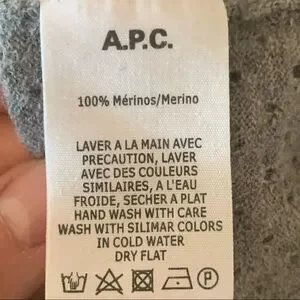 A.P.C.
100% Mérinos/Merino
LAVER A LA MAIN AVEC
PRECAUTION, LAVER
AVEC DES COULEURS
SIMILAIRES, A L'EAU
FROIDE, SECHER A PLAT
HAND WASH WITH CARE
WASH WITH SILIMAR COLORS
IN COLD WATER
DRY FLAT
P